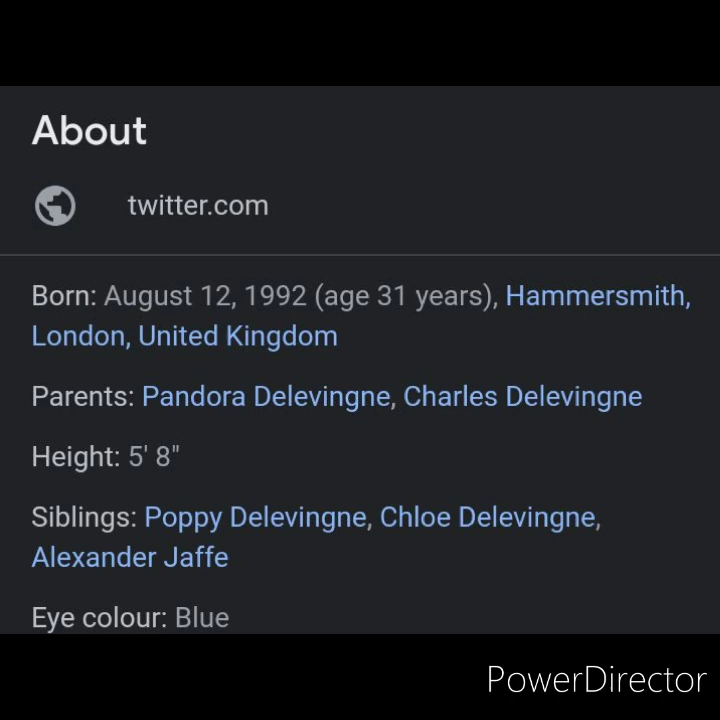 About
twitter.com
Born: August 12, 1992 (age 31 years), Hammersmith,
London, United Kingdom
Parents: Pandora Delevingne, Charles Delevingne
Height: 5' 8"
Siblings: Poppy Delevingne, Chloe Delevingne,
Alexander Jaffe
Eye colour: Blue
PowerDirector